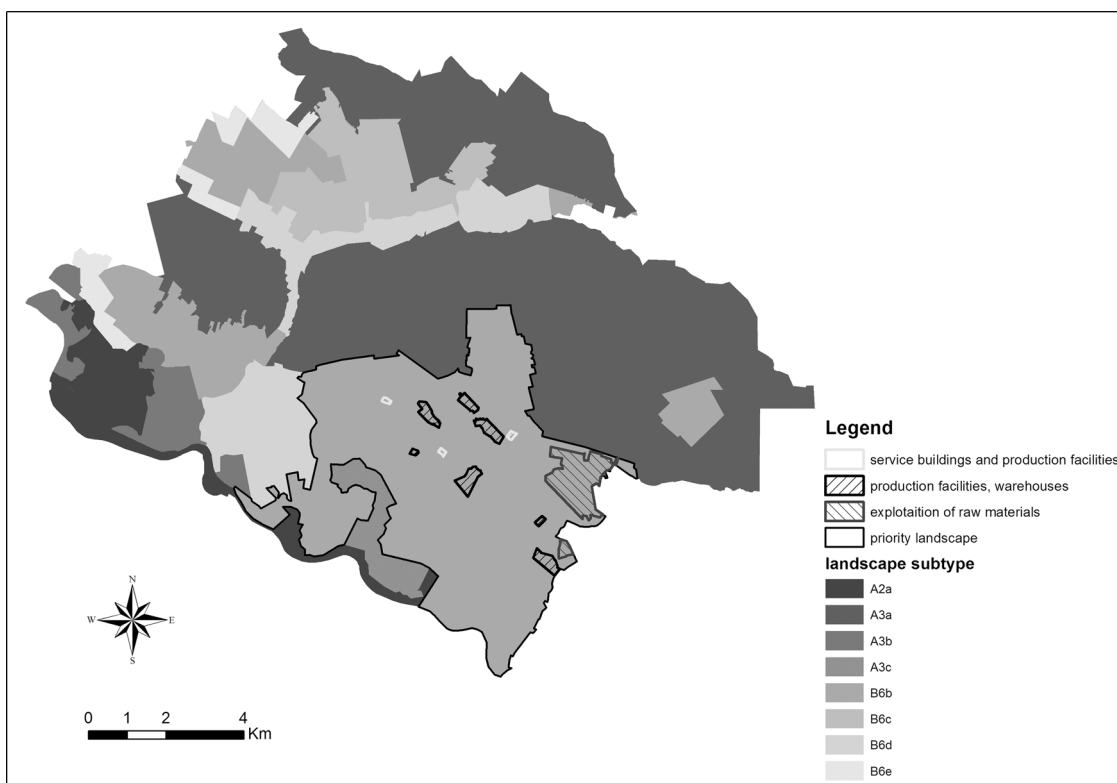 Legend
service buildings and production facilities
production facilities, warehouses
explotaition of raw materials
priority landscape
landscape subtype
A2a
A3a
A3b
A3c
B6b
B6c
B6d
B6e
N
W E
S
0 1 2 4
Km